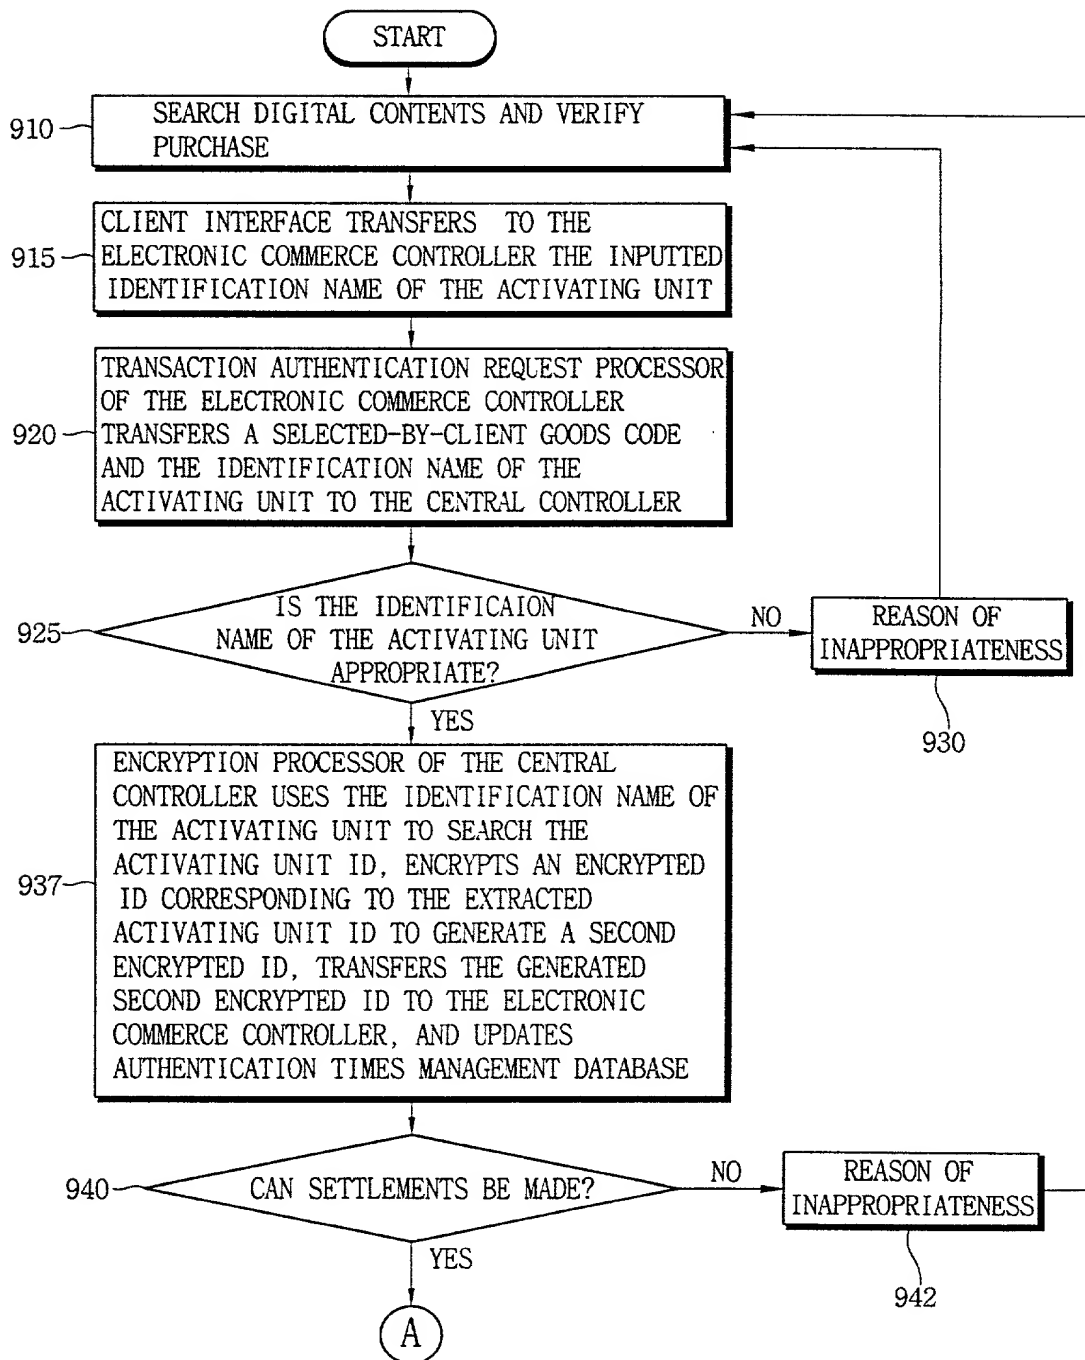 START
910
SEARCH DIGITAL CONTENTS AND VERIFY
PURCHASE
915
CLIENT INTERFACE TRANSFERS TO THE
ELECTRONIC COMMERCE CONTROLLER THE INPUTTED
IDENTIFICATION NAME OF THE ACTIVATING UNIT
920
TRANSACTION AUTHENTICATION REQUEST PROCESSOR
OF THE ELECTRONIC COMMERCE CONTROLLER
TRANSFERS A SELECTED-BY-CLIENT GOODS CODE
AND THE IDENTIFICATION NAME OF THE
ACTIVATING UNIT TO THE CENTRAL CONTROLLER
925
IS THE IDENTIFICAION
NAME OF THE ACTIVATING UNIT
APPROPRIATE?
NO
REASON OF
INAPPROPRIATENESS
930
YES
937
ENCRYPTION PROCESSOR OF THE CENTRAL
CONTROLLER USES THE IDENTIFICATION NAME OF
THE ACTIVATING UNIT TO SEARCH THE
ACTIVATING UNIT ID, ENCRYPTS AN ENCRYPTED
ID CORRESPONDING TO THE EXTRACTED
ACTIVATING UNIT ID TO GENERATE A SECOND
ENCRYPTED ID, TRANSFERS THE GENERATED
SECOND ENCRYPTED ID TO THE ELECTRONIC
COMMERCE CONTROLLER, AND UPDATES
AUTHENTICATION TIMES MANAGEMENT DATABASE
940
CAN SETTLEMENTS BE MADE?
NO
REASON OF
INAPPROPRIATENESS
942
YES
A